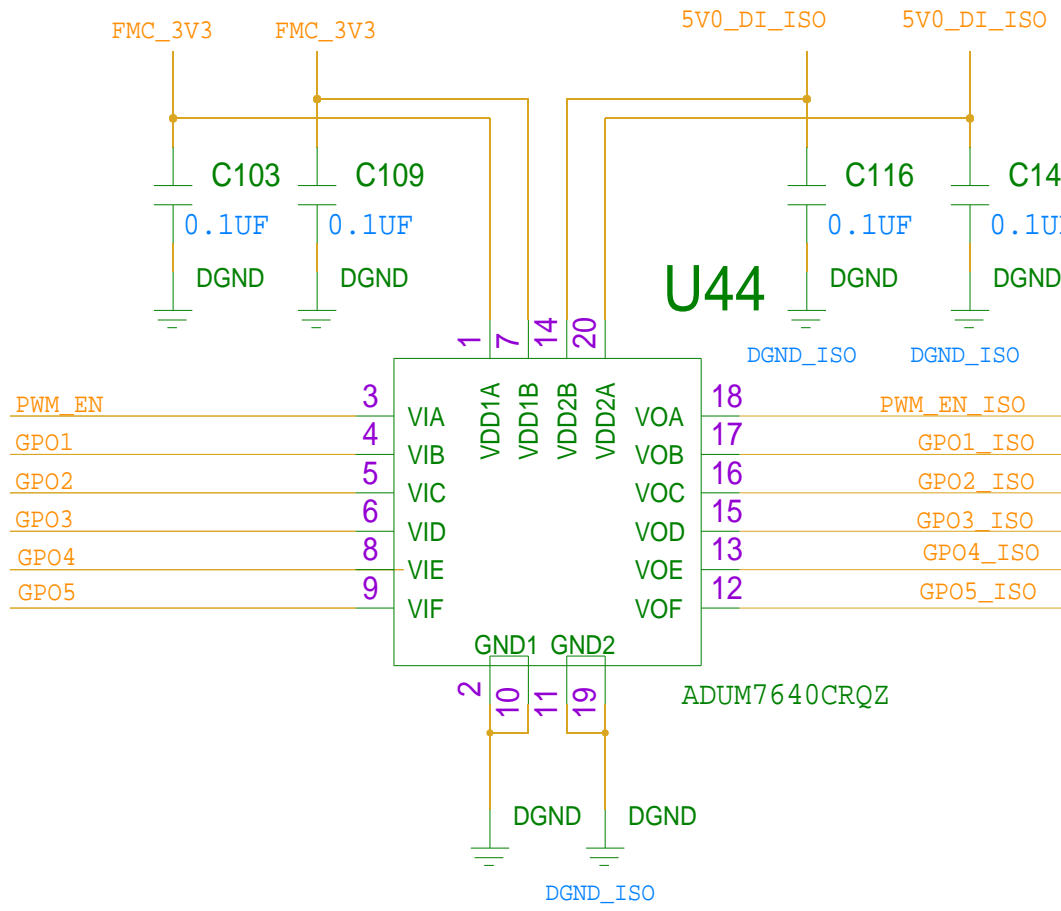 FMC_3V3 FMC_3V3 5V0_DI_ISO 5V0_DI_ISO
C103 C109 C116 C14
0.1UF 0.1UF 0.1UF 0.1U
DGND DGND DGND DGND
U44
DGND_ISO DGND_ISO
1 7 14 20
VDD1A VDD1B VDD2B VDD2A
PWM_EN 3 VIA VOA 18 PWM_EN_ISO
GPO1 4 VIB VOB 17 GPO1_ISO
GPO2 5 VIC VOC 16 GPO2_ISO
GPO3 6 VID VOD 15 GPO3_ISO
GPO4 8 VIE VOE 13 GPO4_ISO
GPO5 9 VIF VOF 12 GPO5_ISO
GND1 GND2
2 10 11 19
ADUM7640CRQZ
DGND DGND
DGND_ISO